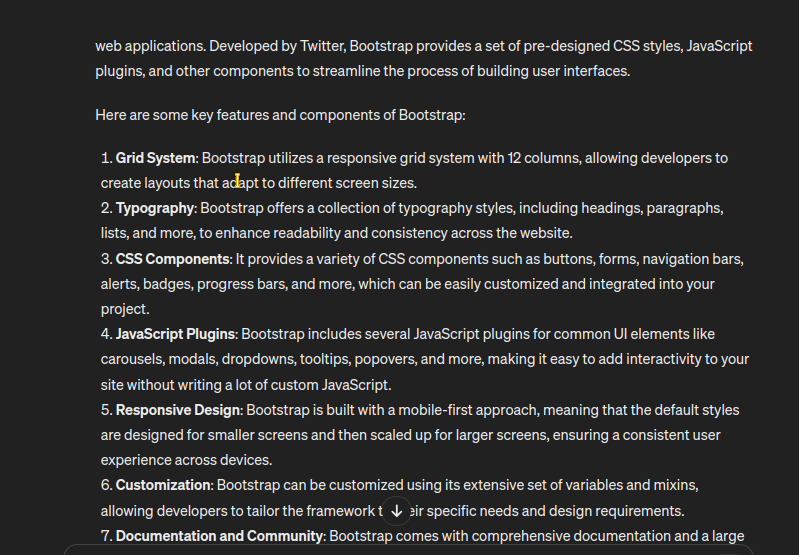 web applications. Developed by Twitter, Bootstrap provides a set of pre-designed CSS styles, JavaScript
plugins, and other components to streamline the process of building user interfaces.
Here are some key features and components of Bootstrap:
1. Grid System: Bootstrap utilizes a responsive grid system with 12 columns, allowing developers to
create layouts that adapt to different screen sizes.
2. Typography: Bootstrap offers a collection of typography styles, including headings, paragraphs,
lists, and more, to enhance readability and consistency across the website.
3. CSS Components: It provides a variety of CSS components such as buttons, forms, navigation bars,
alerts, badges, progress bars, and more, which can be easily customized and integrated into your
project.
4. JavaScript Plugins: Bootstrap includes several JavaScript plugins for common UI elements like
carousels, modals, dropdowns, tooltips, popovers, and more, making it easy to add interactivity to your
site without writing a lot of custom JavaScript.
5. Responsive Design: Bootstrap is built with a mobile-first approach, meaning that the default styles
are designed for smaller screens and then scaled up for larger screens, ensuring a consistent user
experience across devices.
6. Customization: Bootstrap can be customized using its extensive set of variables and mixins,
allowing developers to tailor the framework t eir specific needs and design requirements.
7. Documentation and Community: Bootstrap comes with comprehensive documentation and a large